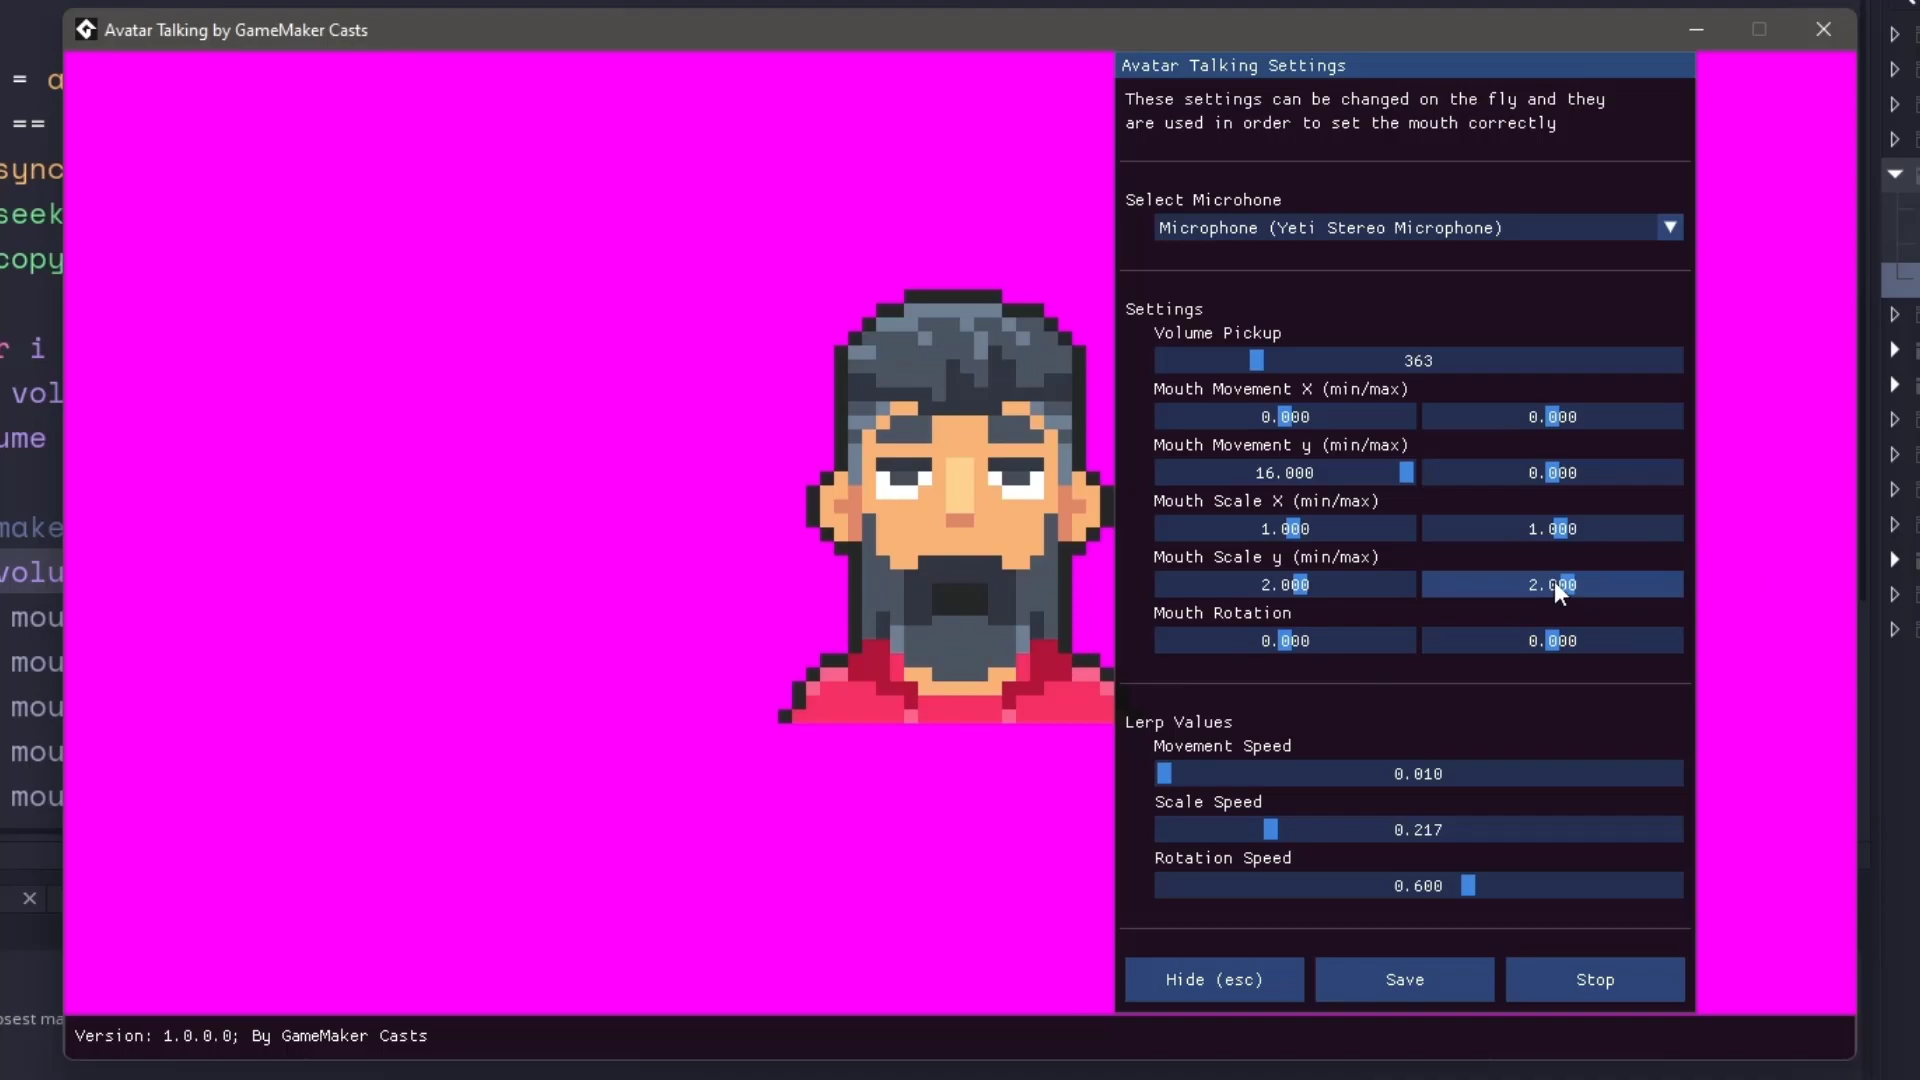 Avatar Talking by GameMaker Casts
= a
==
sync
seek
copy
r i
vol
ume
make
volu
mou
mou
mou
mou
mou
osest ma
Avatar Talking Settings
These settings can be changed on the fly and they
are used in order to set the mouth correctly
Select Microhone
Microphone (Yeti Stereo Microphone)
Settings
Volume Pickup
363
Mouth Movement X (min/max)
0.000 0.000
Mouth Movement y (min/max)
16.000 0.000
Mouth Scale X (min/max)
1.000 1.000
Mouth Scale y (min/max)
2.000 2.000
Mouth Rotation
0.000 0.000
Lerp Values
Movement Speed
0.010
Scale Speed
0.217
Rotation Speed
0.600
Hide (esc) Save Stop
Version: 1.0.0.0; By GameMaker Casts